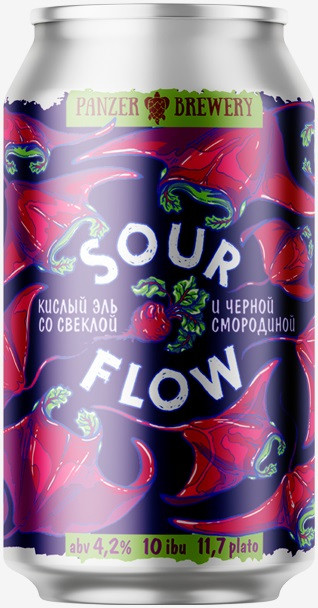 PANZER BREWERY
SOUR
КИСЛЫЙ ЭЛЬ
СО СВЕКЛОЙ
И ЧЕРНОЙ
СМОРОДИНОЙ
FLOW
abv 4,2% 10 ibu 11,7 plato